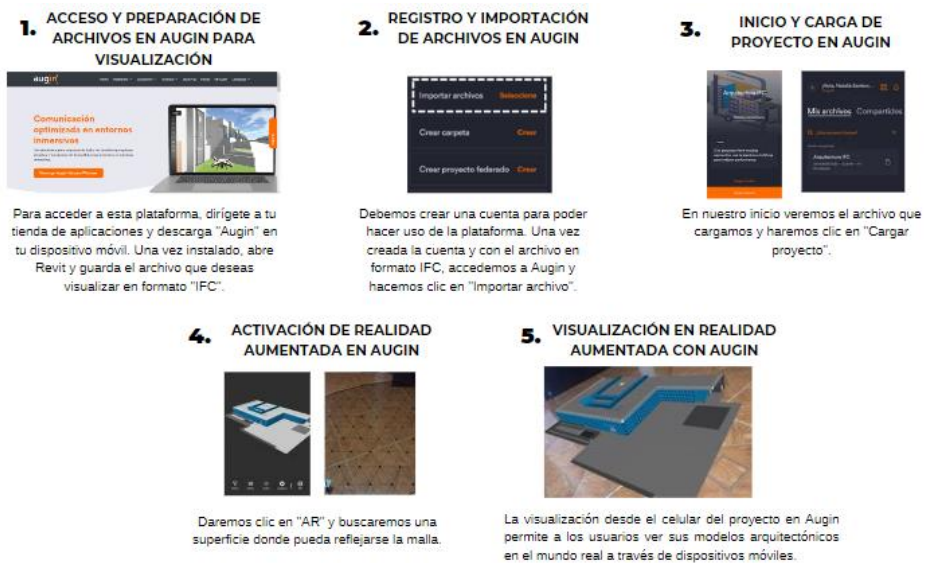 1. ACCESO Y PREPARACIÓN DE
ARCHIVOS EN AUGIN PARA
VISUALIZACIÓN
augin
Comunicación
optimizada en entornos
inmersivos
Para acceder a esta plataforma, dirígete a tu
tienda de aplicaciones y descarga "Augin" en
tu dispositivo móvil. Una vez instalado, abre
Revit y guarda el archivo que deseas
visualizar en formato "IFC".
2. REGISTRO Y IMPORTACIÓN
DE ARCHIVOS EN AUGIN
Importar archivos Seleccione
Crear carpeta Crear
Crear proyecto federado Crear
Debemos crear una cuenta para poder
hacer uso de la plataforma. Una vez
creada la cuenta y con el archivo en
formato IFC, accedemos a Augin y
hacemos clic en "Importar archivo".
3. INICIO Y CARGA DE
PROYECTO EN AUGIN
Arquitectura IFC
Mis archivos Compartidos
Arquitectura IFC
En nuestro inicio veremos el archivo que
cargamos y haremos clic en "Cargar
proyecto".
4. ACTIVACIÓN DE REALIDAD
AUMENTADA EN AUGIN
Daremos clic en "AR" y buscaremos una
superficie donde pueda reflejarse la malla.
5. VISUALIZACIÓN EN REALIDAD
AUMENTADA CON AUGIN
La visualización desde el celular del proyecto en Augin
permite a los usuarios ver sus modelos arquitectónicos
en el mundo real a través de dispositivos móviles.